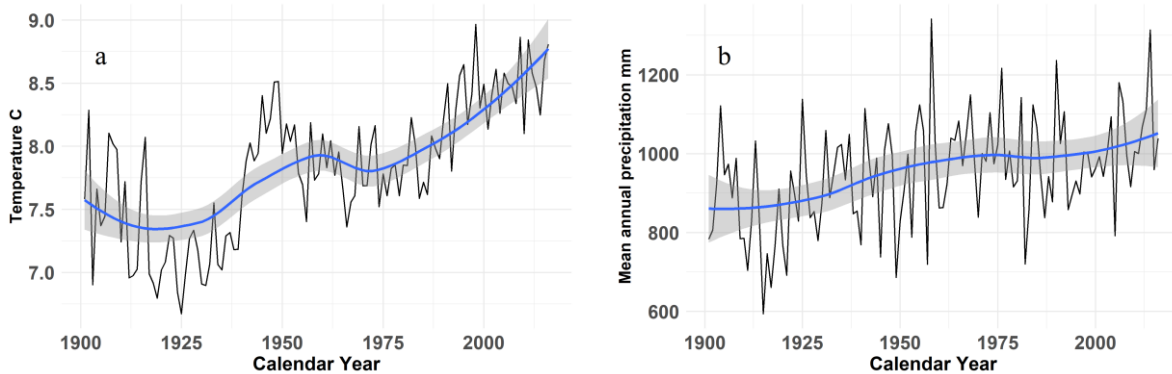 a
Temperature C
9.0
8.5
8.0
7.5
7.0
1900 1925 1950 1975 2000
Calendar Year
b
Mean annual precipitation mm
1200
1000
800
600
1900 1925 1950 1975 2000
Calendar Year